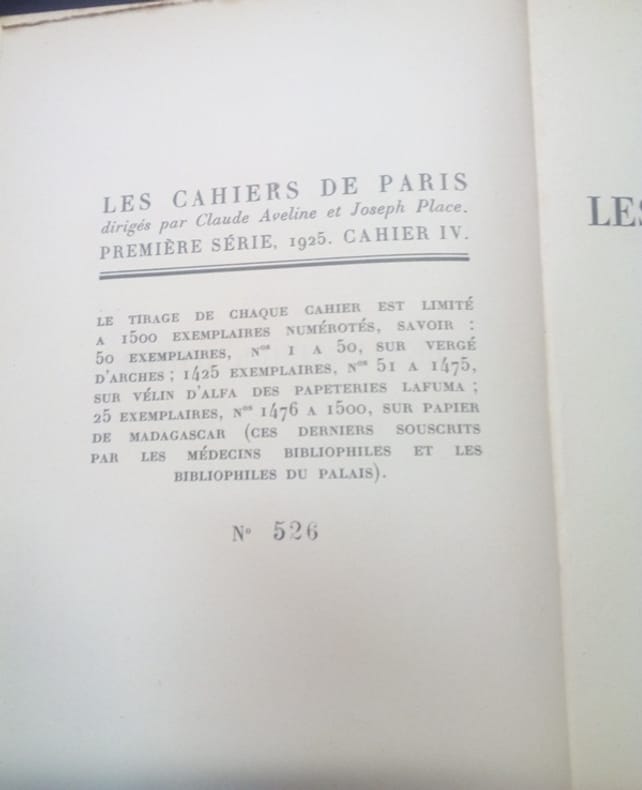 LES CAHIERS DE PARIS
dirigés par Claude Aveline et Joseph Place.
PREMIÈRE SÉRIE, 1925. CAHIER IV.
LE TIRAGE DE CHAQUE CAHIER EST LIMITÉ
A 1500 EXEMPLAIRES NUMÉROTÉS, SAVOIR :
50 EXEMPLAIRES, Nos 1 A 50, SUR VERGÉ
D'ARCHES ; 1425 EXEMPLAIRES, Nos 51 A 1475,
SUR VÉLIN D'ALFA DES PAPETERIES LAFUMA ;
25 EXEMPLAIRES, Nos 1476 A 1500, SUR PAPIER
DE MADAGASCAR (CES DERNIERS SOUSCRITS
PAR LES MÉDECINS BIBLIOPHILES ET LES
BIBLIOPHILES DU PALAIS).
No 526
LES